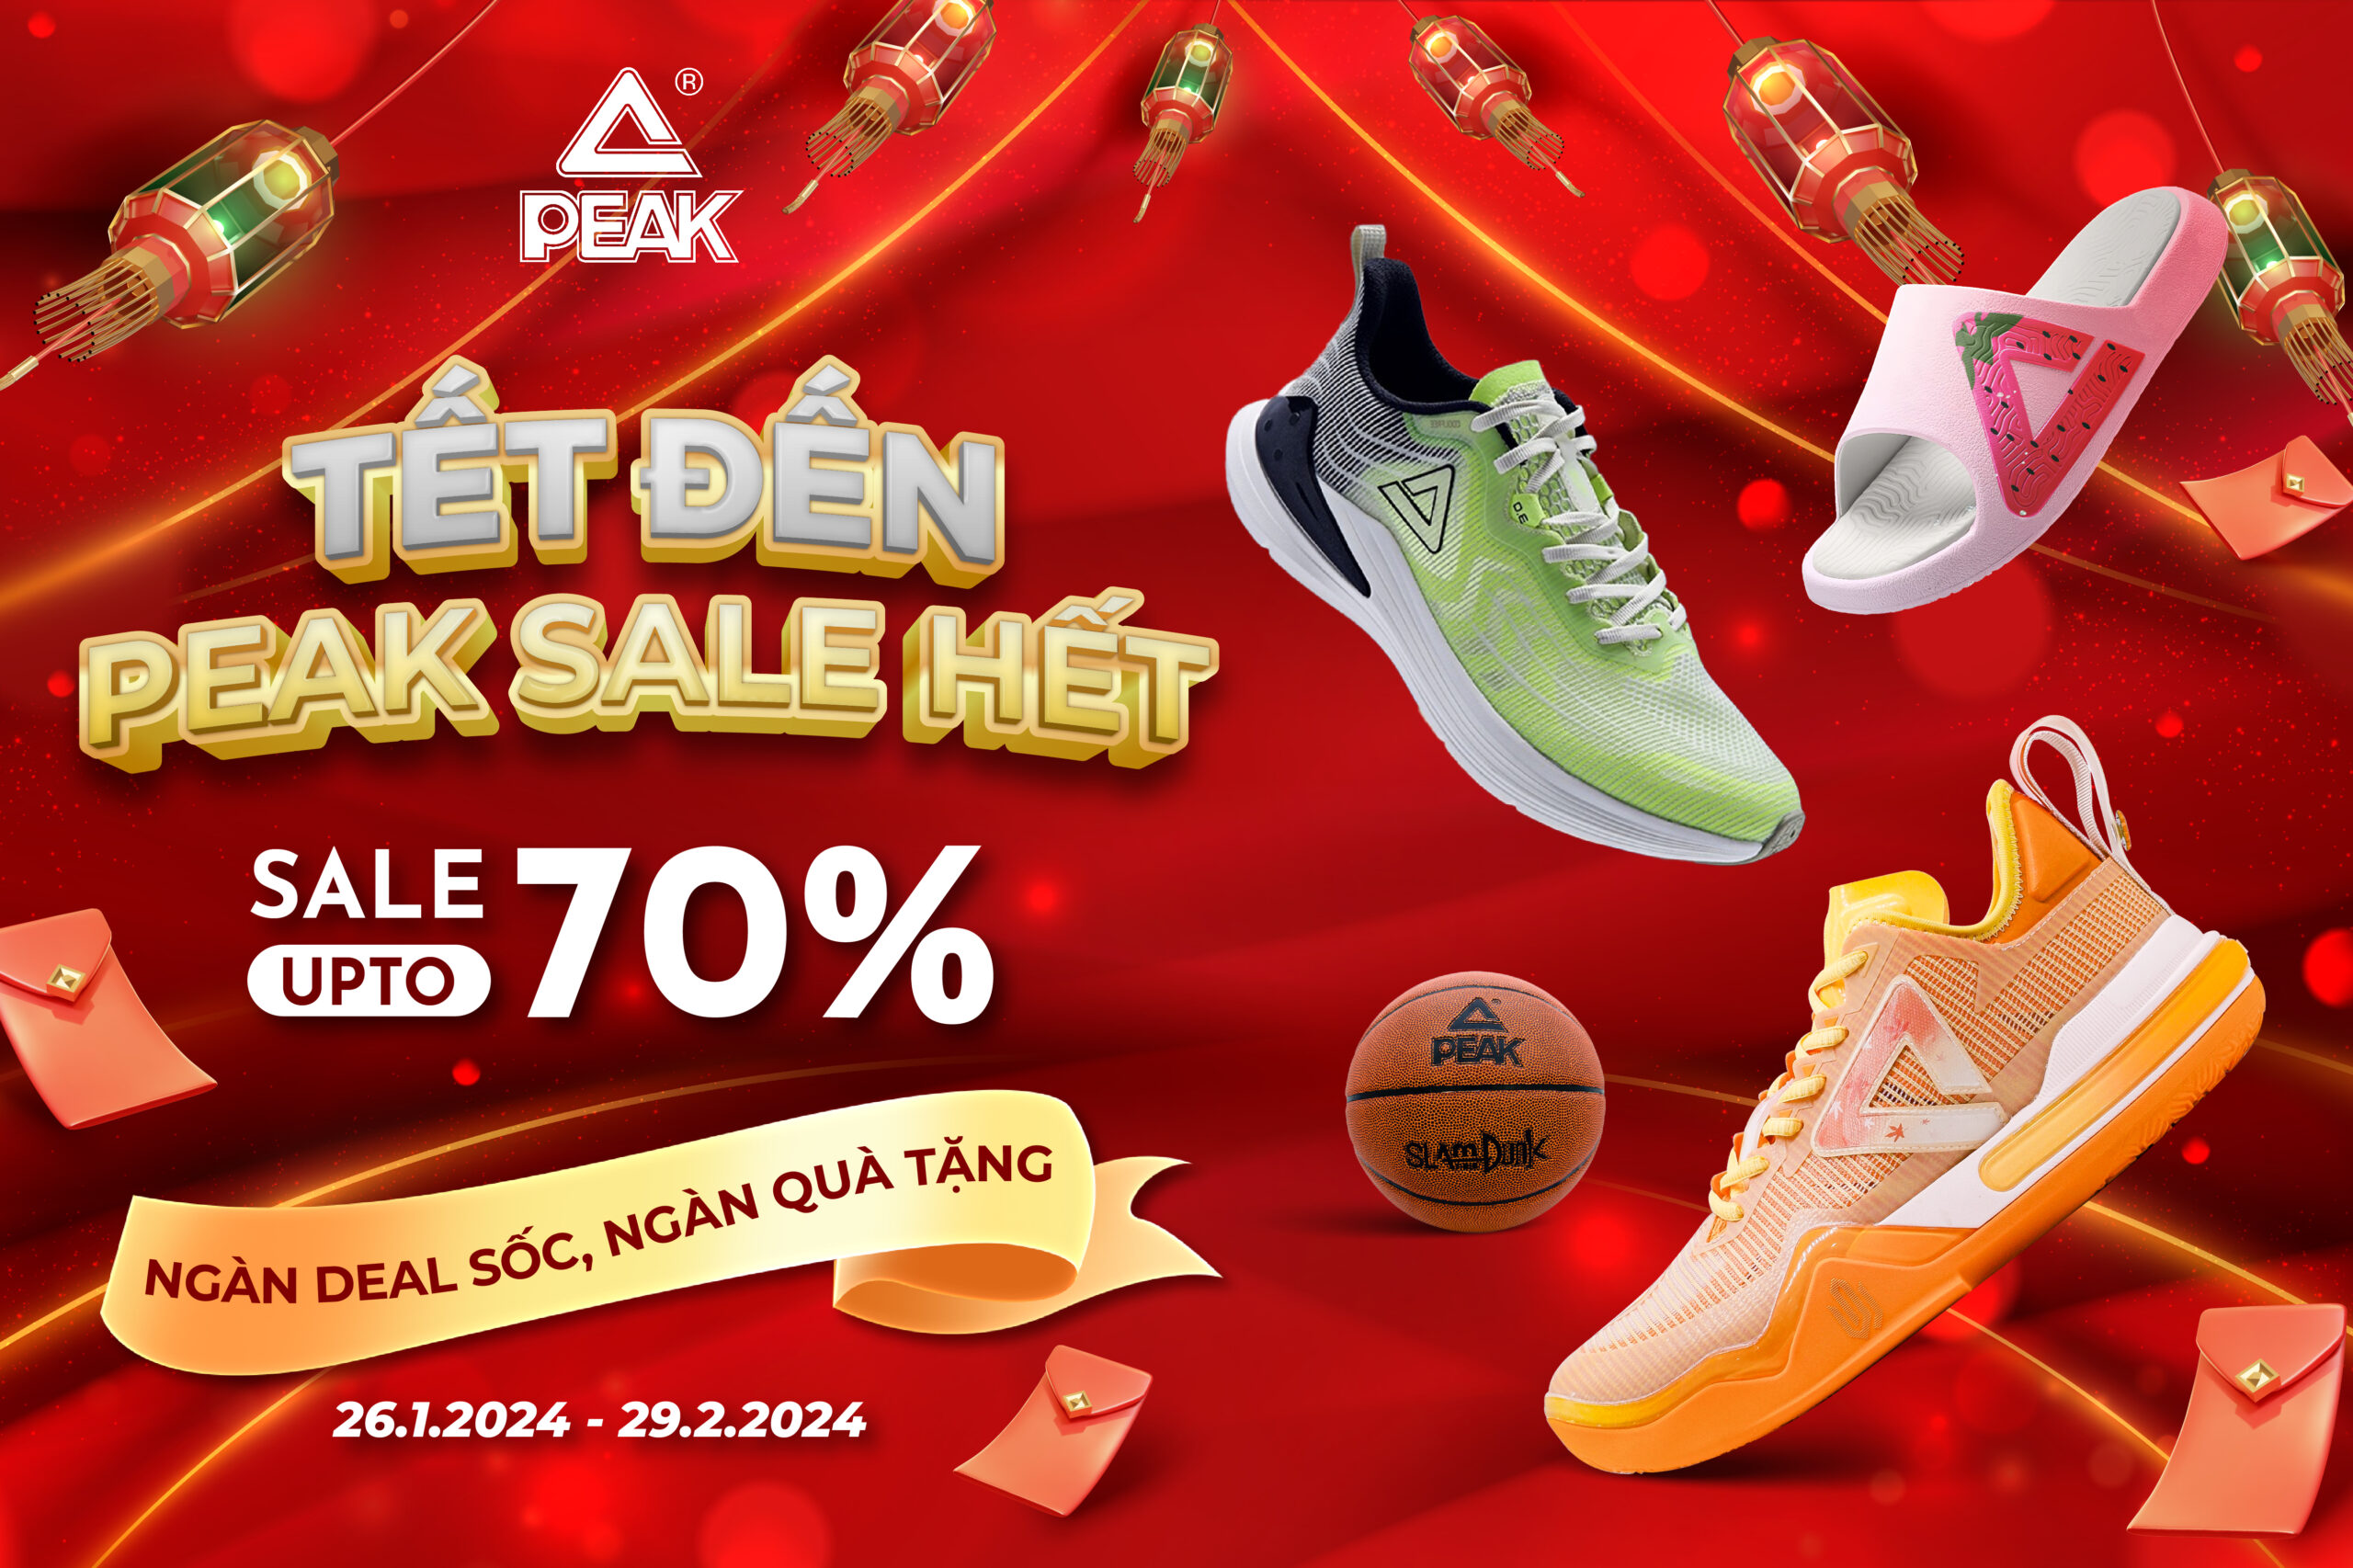 ®
PEAK
TẾT ĐẾN
PEAK SALE HẾT
SALE
UPTO
70%
NGÀN DEAL SỐC, NGÀN QUÀ TẶNG
26.1.2024 - 29.2.2024
PEAK
SLAM DUNK